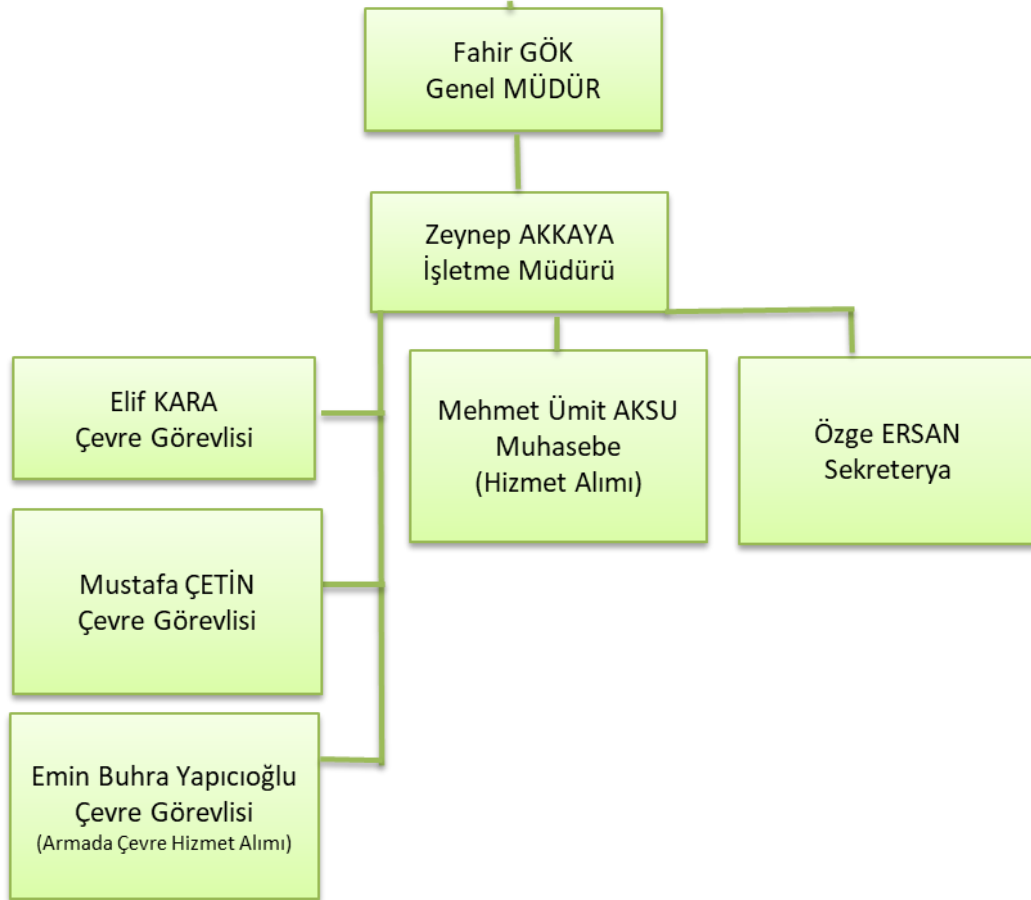 Fahir GÖK
Genel MÜDÜR
Zeynep AKKAYA
İşletme Müdürü
Elif KARA
Çevre Görevlisi
Mehmet Ümit AKSU
Muhasebe
(Hizmet Alımı)
Özge ERSAN
Sekreterya
Mustafa ÇETİN
Çevre Görevlisi
Emin Buhra Yapıcıoğlu
Çevre Görevlisi
(Armada Çevre Hizmet Alımı)